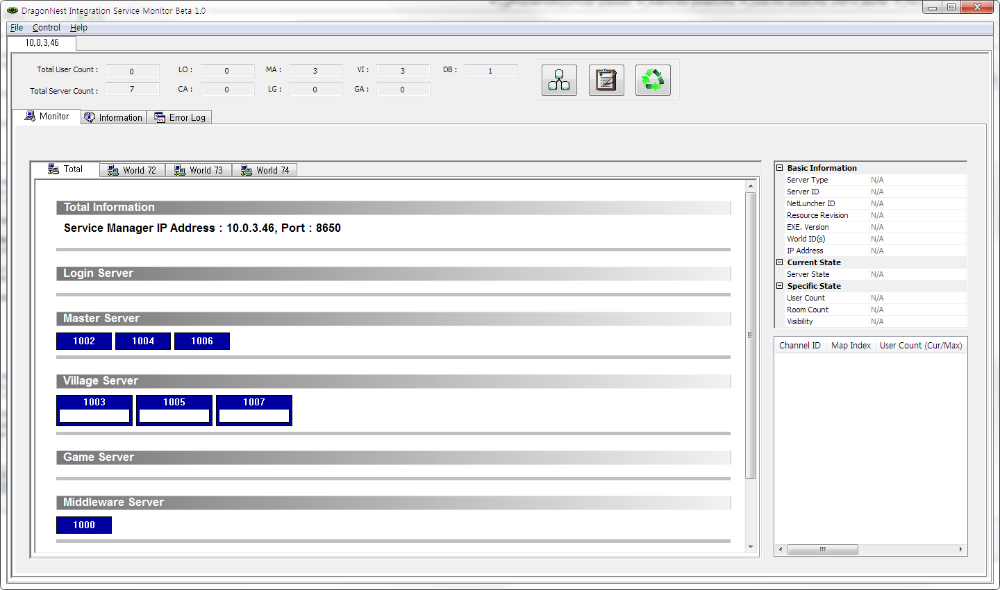 DragonNest Integration Service Monitor Beta 1.0
File Control Help
10.0.3.46
Total User Count : 0 LO : 0 MA : 3 VI : 3 DB : 1
Total Server Count : 7 CA : 0 LG : 0 GA : 0
Monitor Information Error Log
Total World 72 World 73 World 74
Total Information
Service Manager IP Address : 10.0.3.46, Port : 8650
Login Server
Master Server
1002 1004 1006
Village Server
1003 1005 1007
Game Server
Middleware Server
1000
Basic Information
Server Type N/A
Server ID N/A
NetLuncher ID N/A
Resource Revision N/A
EXE. Version N/A
World ID(s) N/A
IP Address N/A
Current State
Server State N/A
Specific State
User Count N/A
Room Count N/A
Visibility N/A
Channel ID Map Index User Count (Cur/Max)